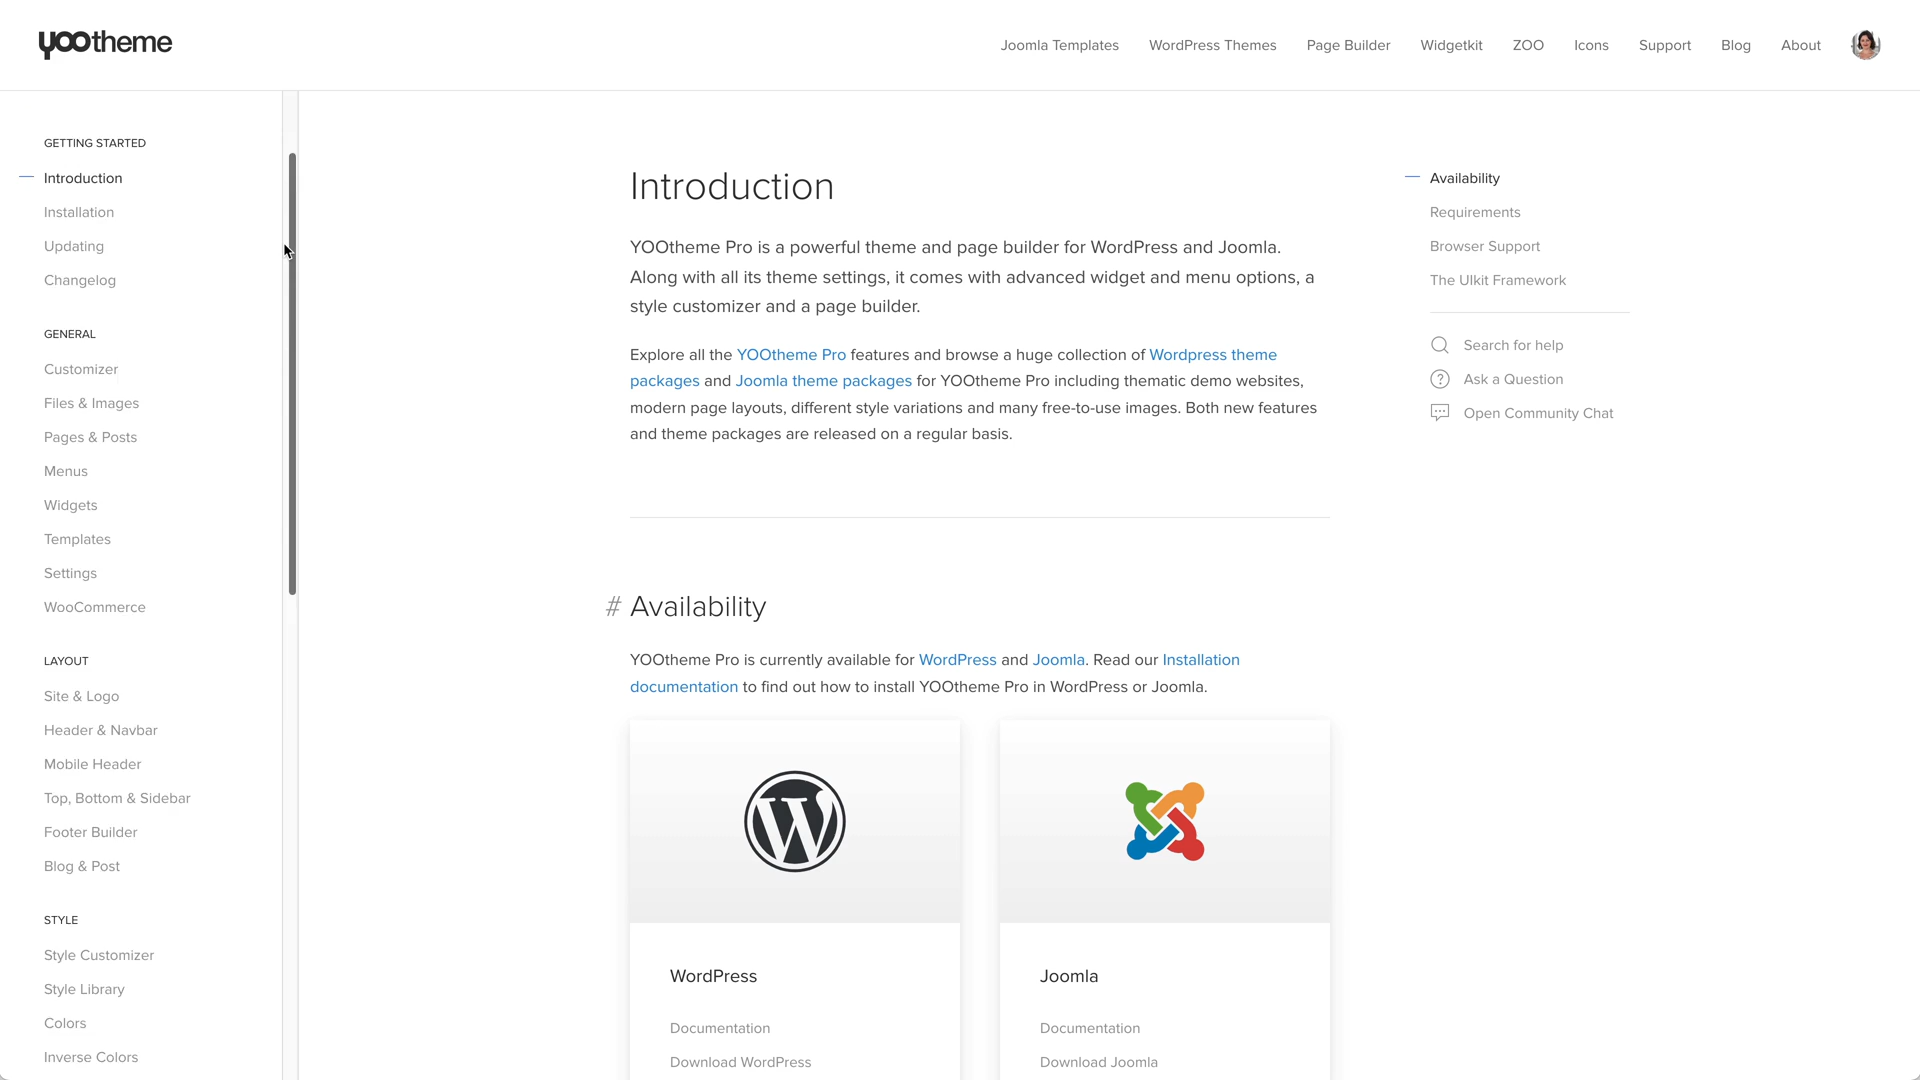 yootheme
Joomla Templates
WordPress Themes
Page Builder
Widgetkit
ZOO
Icons
Support
Blog
About
GETTING STARTED
Introduction
Installation
Updating
Changelog
GENERAL
Customizer
Files & Images
Pages & Posts
Menus
Widgets
Templates
Settings
WooCommerce
LAYOUT
Site & Logo
Header & Navbar
Mobile Header
Top, Bottom & Sidebar
Footer Builder
Blog & Post
STYLE
Style Customizer
Style Library
Colors
Inverse Colors
Introduction
YOOtheme Pro is a powerful theme and page builder for WordPress and Joomla.
Along with all its theme settings, it comes with advanced widget and menu options, a
style customizer and a page builder.
Explore all the YOOtheme Pro features and browse a huge collection of Wordpress theme
packages and Joomla theme packages for YOOtheme Pro including thematic demo websites,
modern page layouts, different style variations and many free-to-use images. Both new features
and theme packages are released on a regular basis.
# Availability
YOOtheme Pro is currently available for WordPress and Joomla. Read our Installation
documentation to find out how to install YOOtheme Pro in WordPress or Joomla.
WordPress
Documentation
Download WordPress
Joomla
Documentation
Download Joomla
Availability
Requirements
Browser Support
The UIkit Framework
Search for help
Ask a Question
Open Community Chat